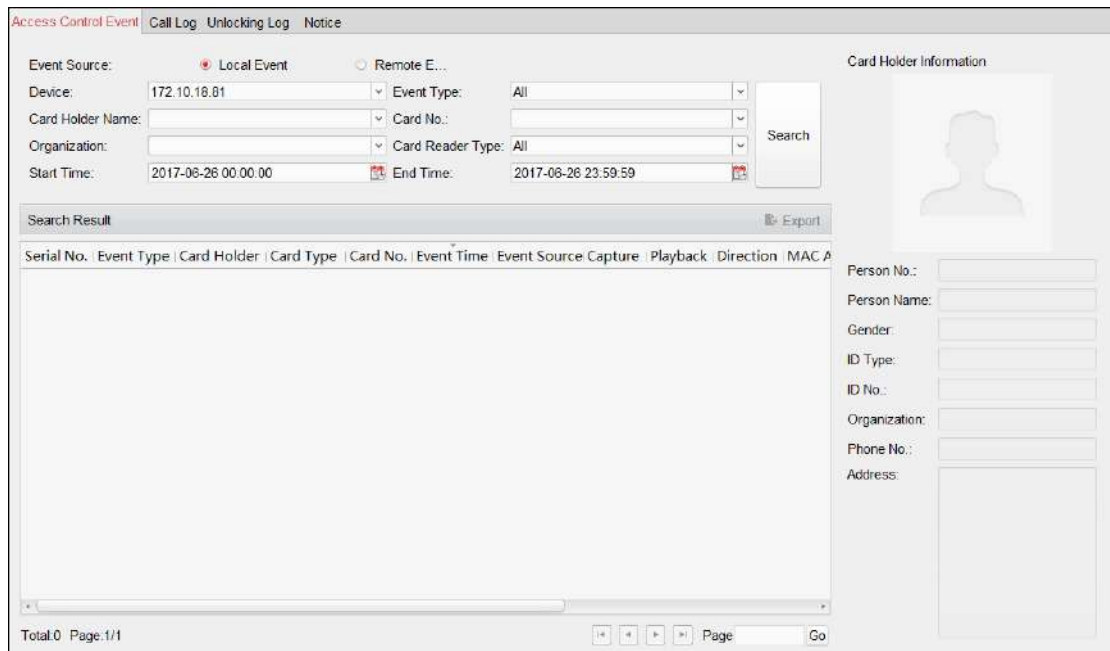 Access Control Event Call Log Unlocking Log Notice
Event Source: Local Event Remote E...
Device: 172.10.18.81 Event Type: All
Card Holder Name: Card No.:
Organization: Card Reader Type: All
Start Time: 2017-06-26 00:00:00 End Time: 2017-06-26 23:59:59
Search
Search Result Export
Serial No. Event Type Card Holder Card Type Card No. Event Time Event Source Capture Playback Direction MAC A
Total:0 Page:1/1 Page Go
Card Holder Information
Person No.:
Person Name:
Gender:
ID Type:
ID No.:
Organization:
Phone No.:
Address: